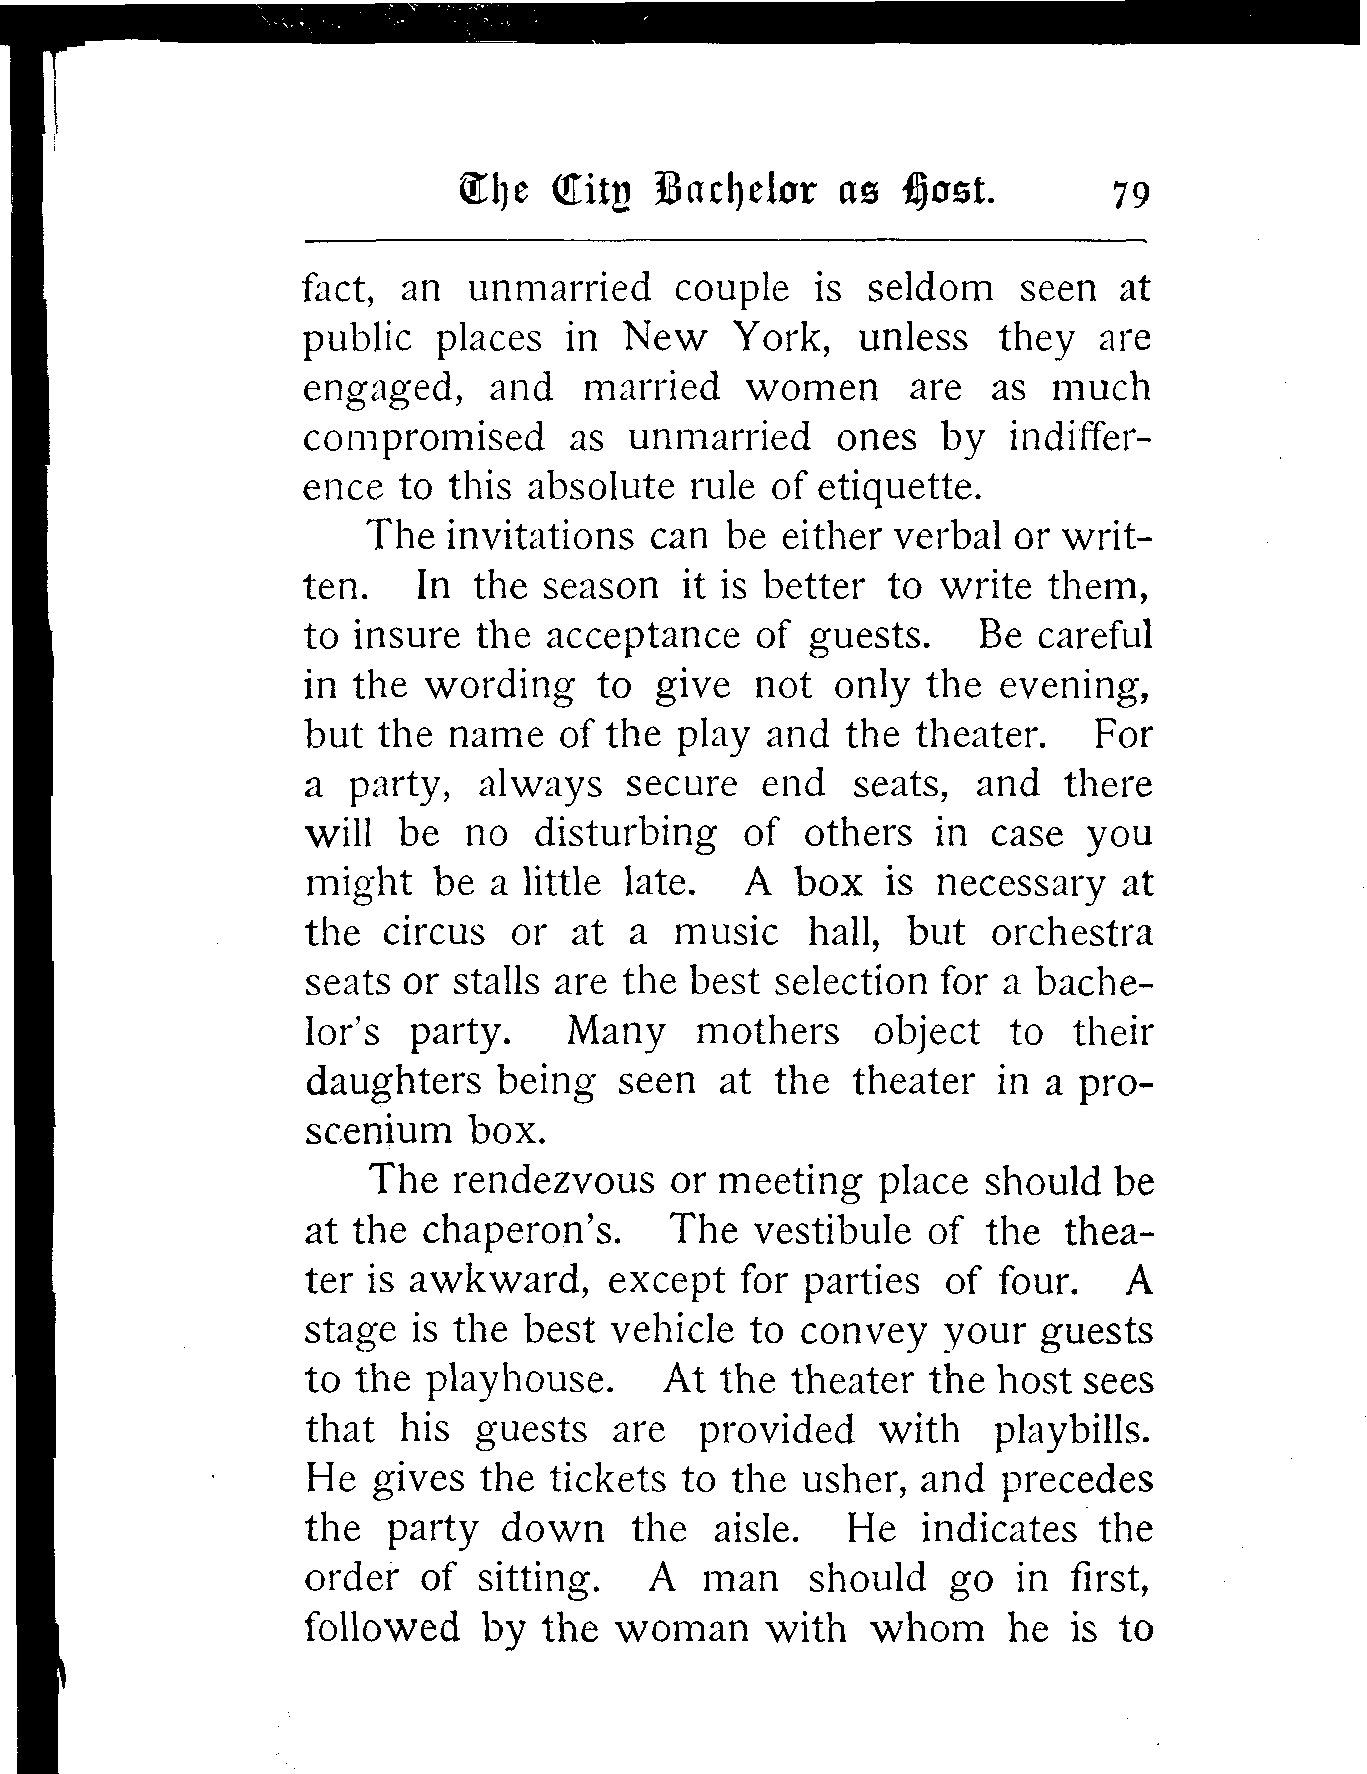 The City Bachelor as Host. 79
fact, an unmarried couple is seldom seen at
public places in New York, unless they are
engaged, and married women are as much
compromised as unmarried ones by indiffer-
ence to this absolute rule of etiquette.
The invitations can be either verbal or writ-
ten. In the season it is better to write them,
to insure the acceptance of guests. Be careful
in the wording to give not only the evening,
but the name of the play and the theater. For
a party, always secure end seats, and there
will be no disturbing of others in case you
might be a little late. A box is necessary at
the circus or at a music hall, but orchestra
seats or stalls are the best selection for a bache-
lor's party. Many mothers object to their
daughters being seen at the theater in a pro-
scenium box.
The rendezvous or meeting place should be
at the chaperon's. The vestibule of the thea-
ter is awkward, except for parties of four. A
stage is the best vehicle to convey your guests
to the playhouse. At the theater the host sees
that his guests are provided with playbills.
He gives the tickets to the usher, and precedes
the party down the aisle. He indicates the
order of sitting. A man should go in first,
followed by the woman with whom he is to